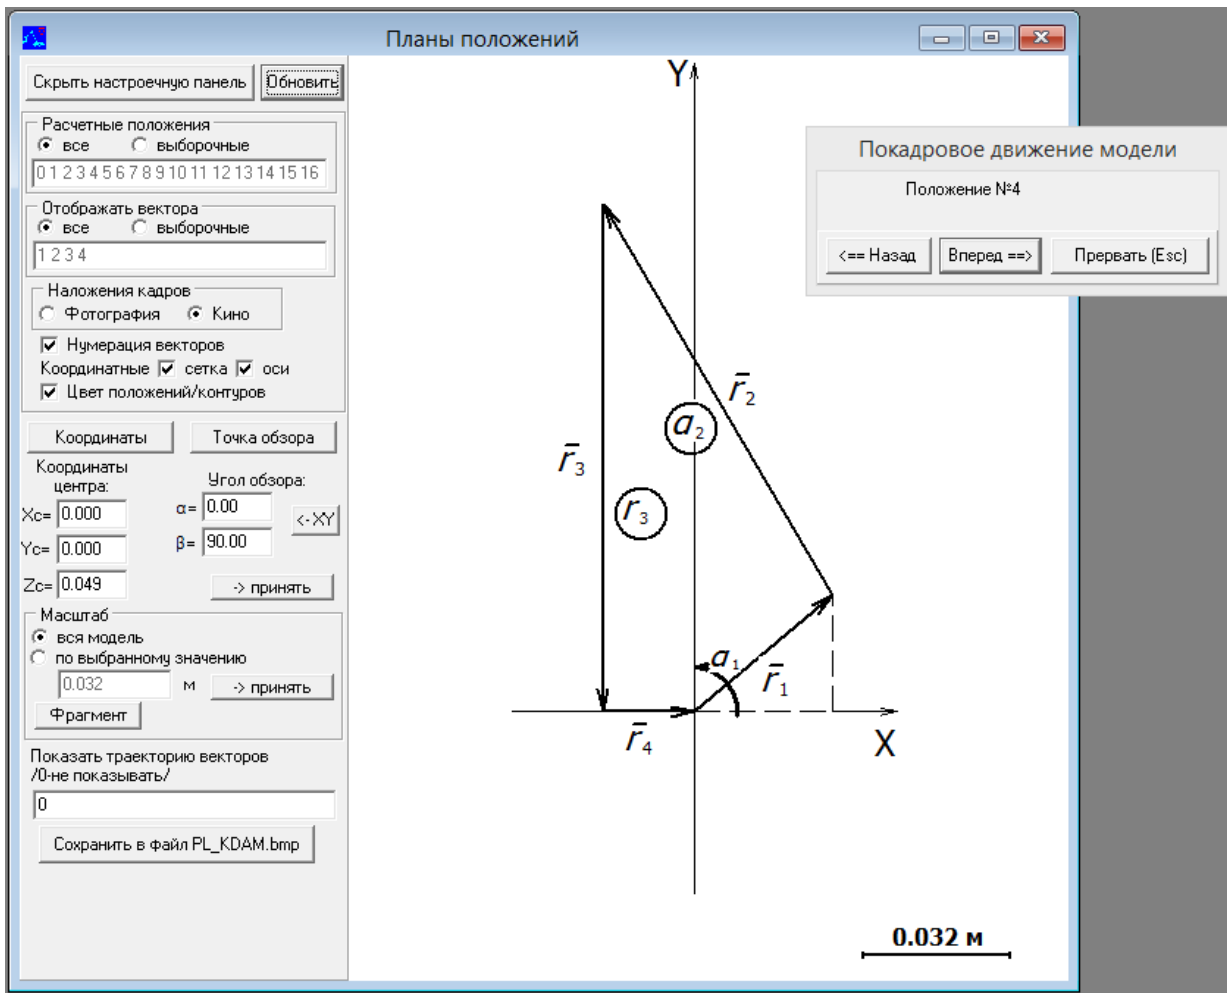 Планы положений
Скрыть настроечную панель
Обновить
Расчетные положения
все
выборочные
0 1 2 3 4 5 6 7 8 9 10 11 12 13 14 15 16
Отображать вектора
все
выборочные
1 2 3 4
Наложения кадров
Фотография
Кино
Нумерация векторов
Координатные
сетка
оси
Цвет положений/контуров
Координаты
Точка обзора
Координаты
центра:
Угол обзора:
Xc= 0.000
α= 0.00
<-XY
Yc= 0.000
β= 90.00
Zc= 0.049
-> принять
Масштаб
вся модель
по выбранному значению
0.032 м
-> принять
Фрагмент
Показать траекторию векторов
/0-не показывать/
0
Сохранить в файл PL_KDAM.bmp
Y
r̄₂
a₂
r̄₃
r₃
a₁
r̄₁
r̄₄
X
0.032 м
Покадровое движение модели
Положение №4
<== Назад
Вперед ==>
Прервать (Esc)